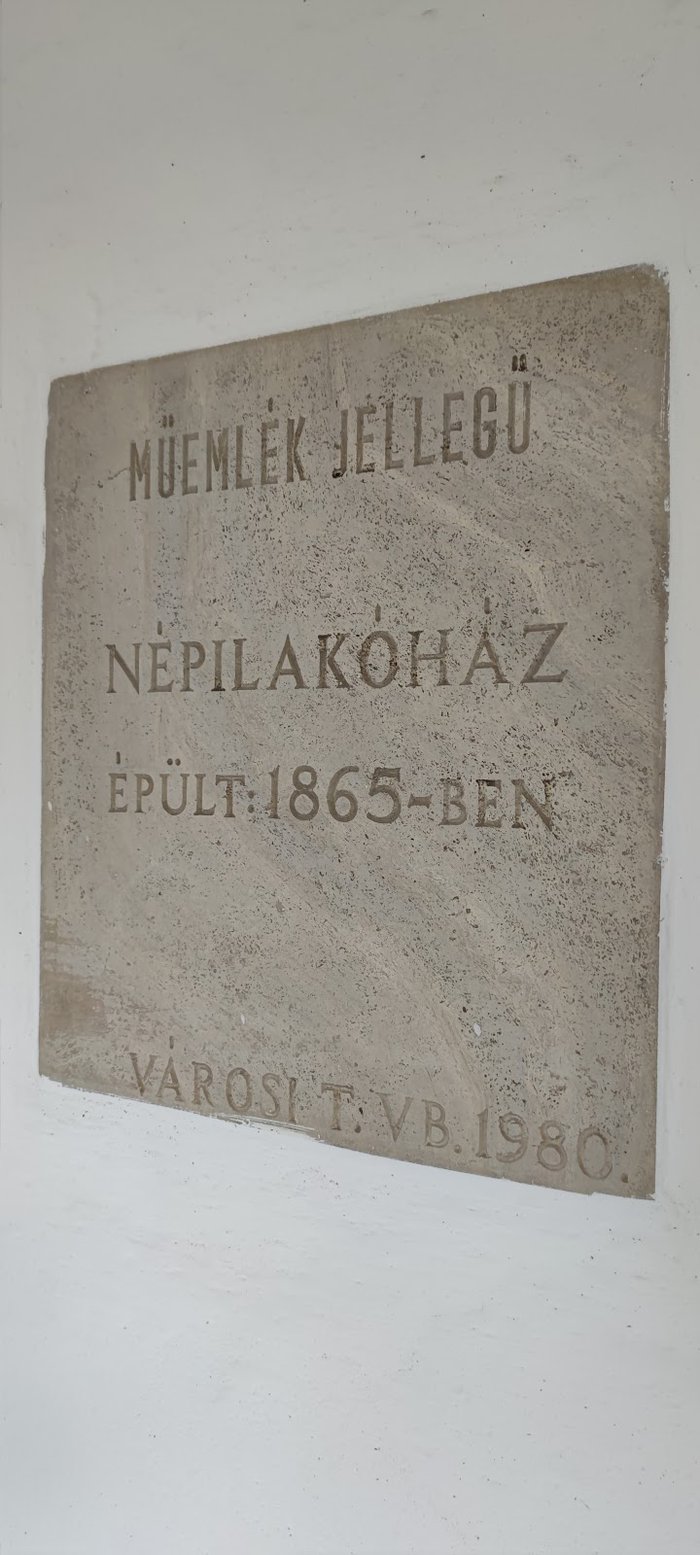 MŰEMLÉK JELLEGŰ
NÉPILAKÓHÁZ
ÉPÜLT: 1865-BEN
VÁROSI T. VB. 1980.